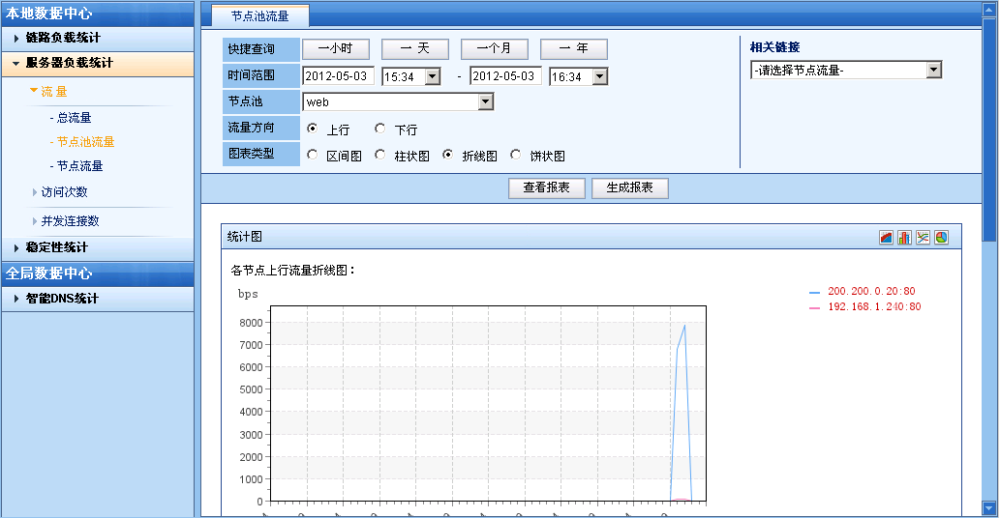 本地数据中心
链路负载统计
服务器负载统计
流 量
- 总流量
- 节点池流量
- 节点流量
访问次数
并发连接数
稳定性统计
全局数据中心
智能DNS统计
节点池流量
快捷查询 一小时 一 天 一个月 一 年
时间范围 2012-05-03 15:34 - 2012-05-03 16:34
节点池 web
流量方向 上行 下行
图表类型 区间图 柱状图 折线图 饼状图
相关链接
-请选择节点流量-
查看报表 生成报表
统计图
各节点上行流量折线图：
bps
200.200.0.20:80
192.168.1.240:80
8000
7000
6000
5000
4000
3000
2000
1000
0